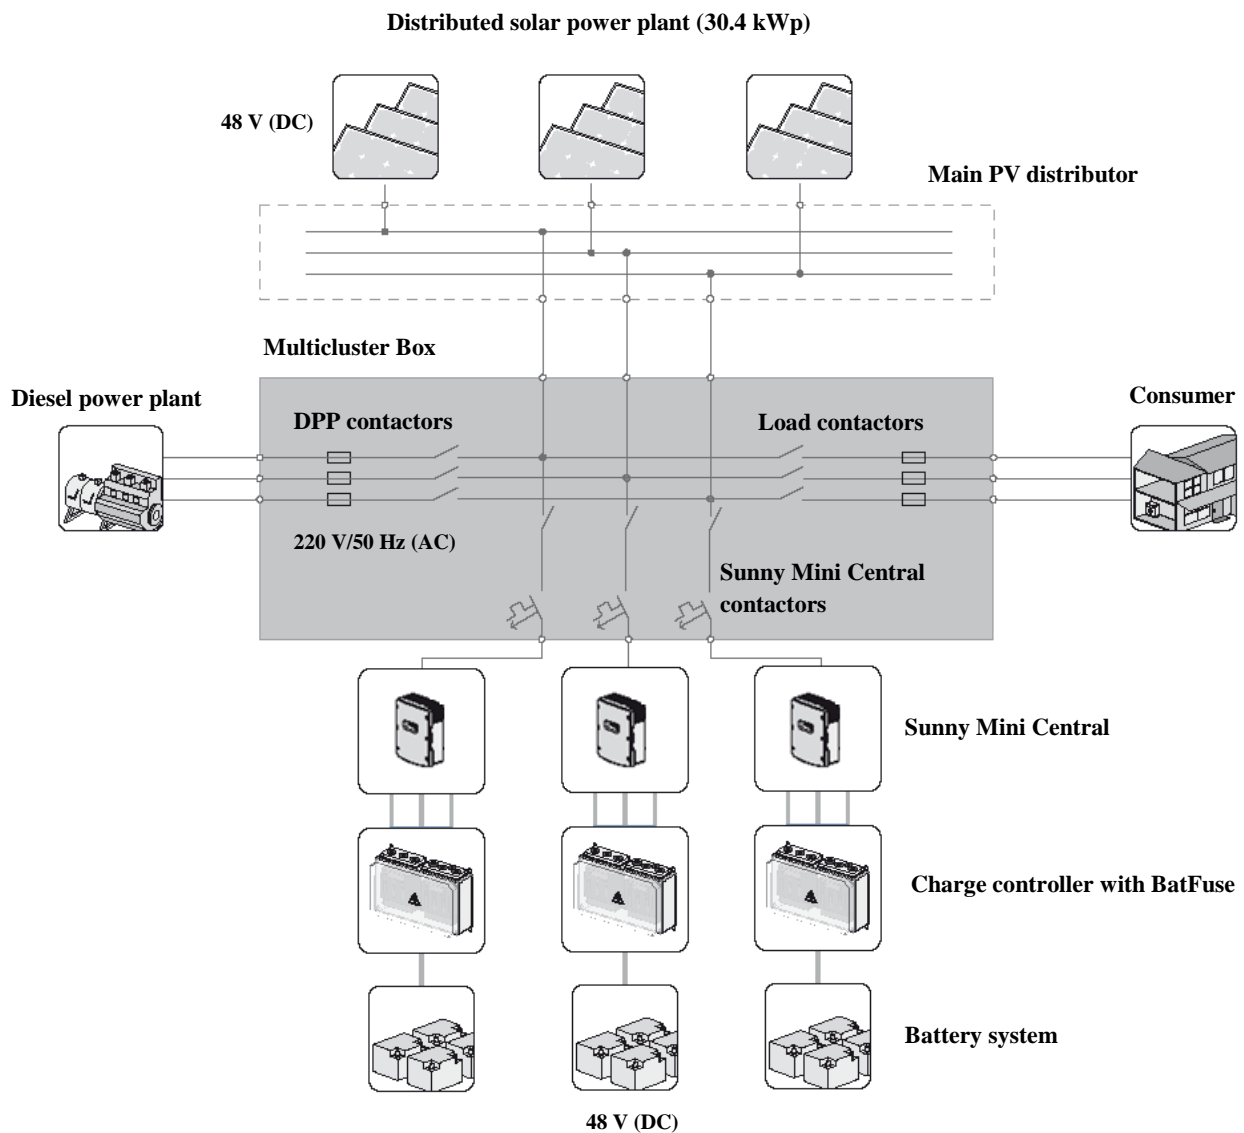 Distributed solar power plant (30.4 kWp)
48 V (DC)
Main PV distributor
Multicluster Box
Diesel power plant
Consumer
DPP contactors
Load contactors
220 V/50 Hz (AC)
Sunny Mini Central
contactors
Sunny Mini Central
Charge controller with BatFuse
Battery system
48 V (DC)